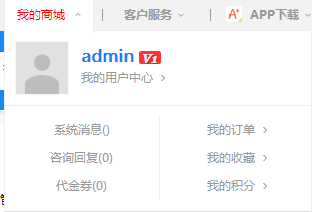 我的商城 客户服务 A+ APP下载
admin V1
我的用户中心
系统消息() 我的订单
咨询回复(0) 我的收藏
代金券(0) 我的积分